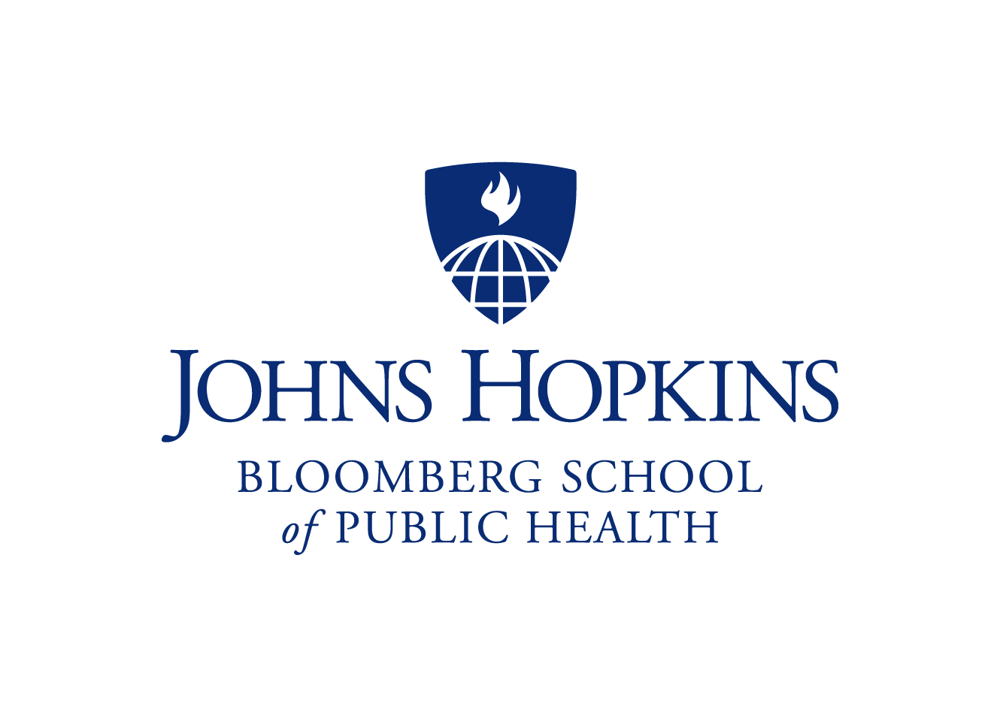 JOHNS HOPKINS
BLOOMBERG SCHOOL
of PUBLIC HEALTH